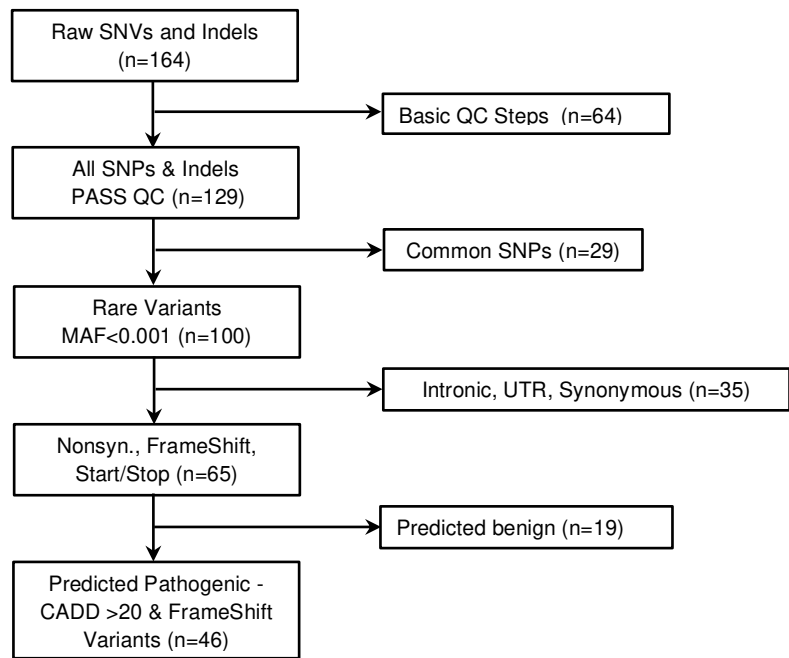 Raw SNVs and Indels
(n=164)
Basic QC Steps (n=64)
All SNPs & Indels
PASS QC (n=129)
Common SNPs (n=29)
Rare Variants
MAF<0.001 (n=100)
Intronic, UTR, Synonymous (n=35)
Nonsyn., FrameShift,
Start/Stop (n=65)
Predicted benign (n=19)
Predicted Pathogenic -
CADD >20 & FrameShift
Variants (n=46)